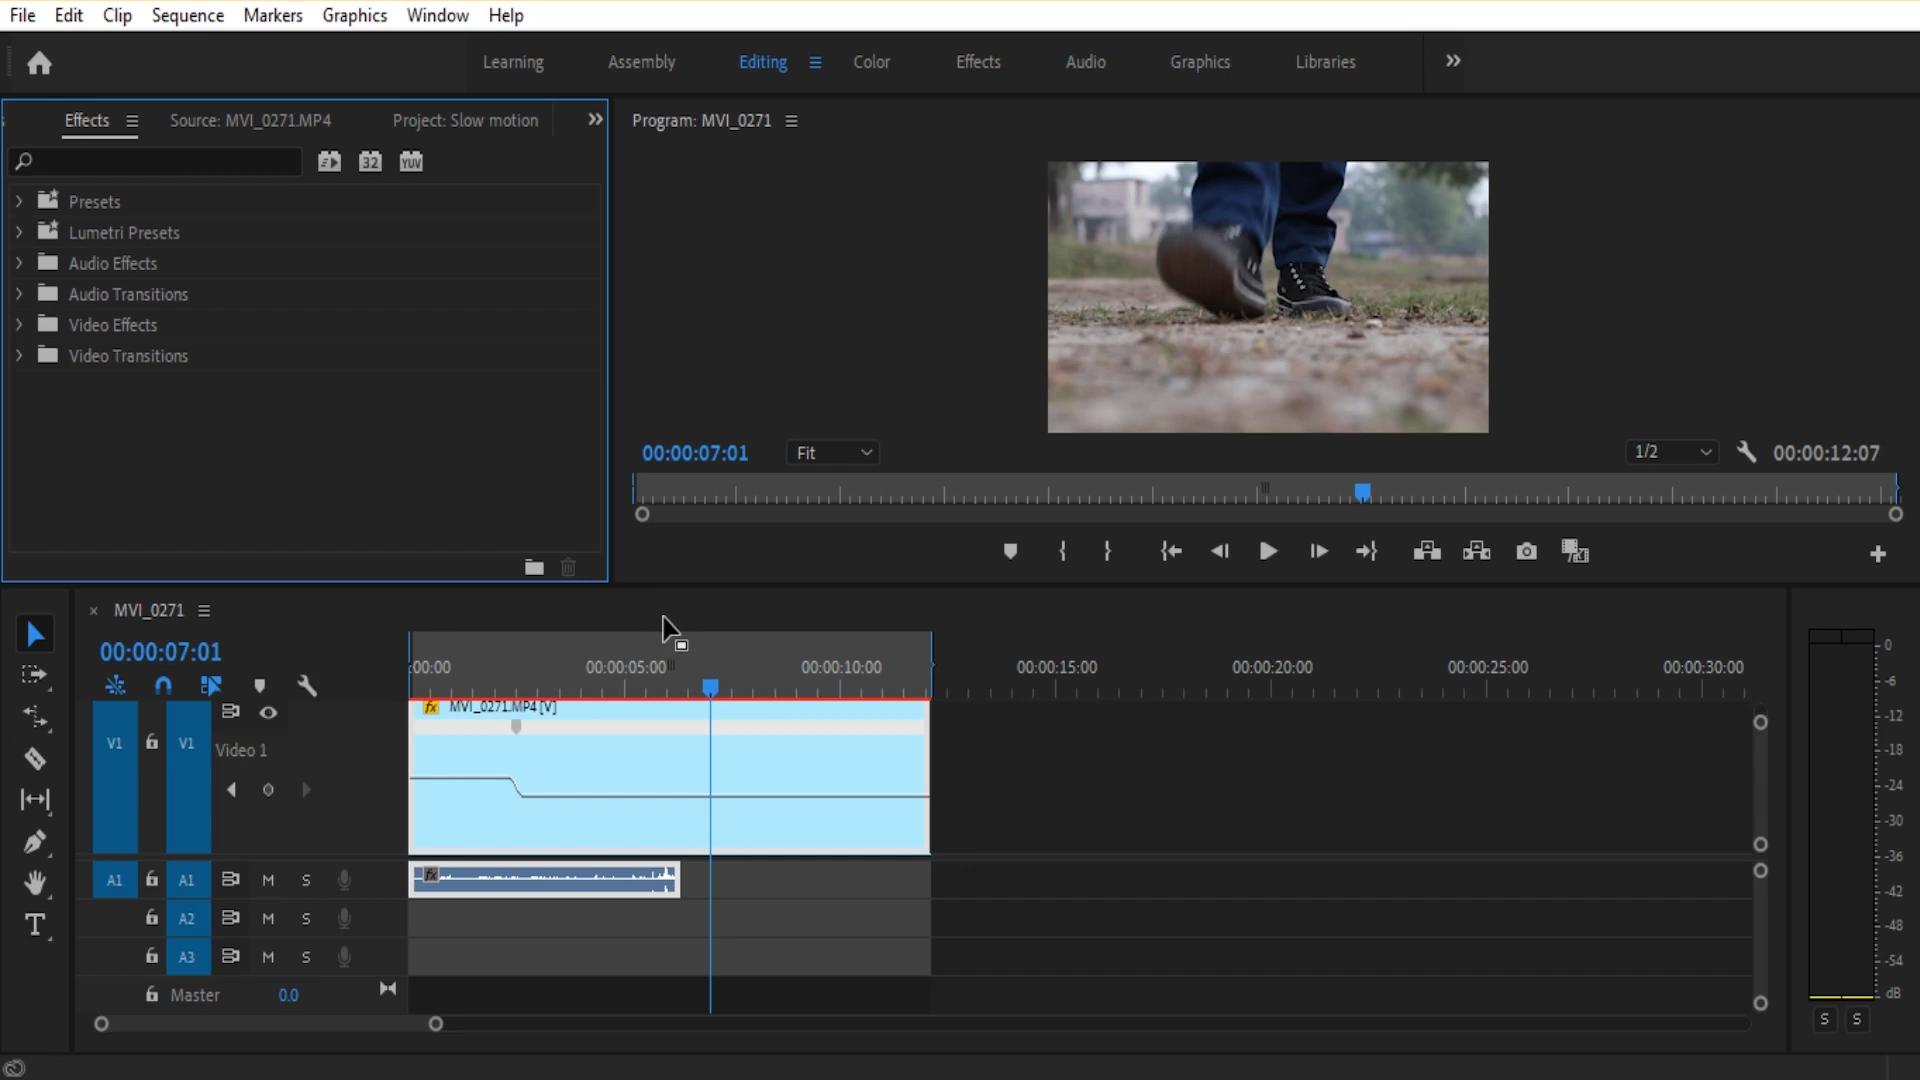 File Edit Clip Sequence Markers Graphics Window Help
Learning Assembly Editing Color Effects Audio Graphics Libraries
Effects Source: MVI_0271.MP4 Project: Slow motion
Program: MVI_0271
32 YUV
Presets
Lumetri Presets
Audio Effects
Audio Transitions
Video Effects
Video Transitions
00:00:07:01 Fit 1/2 00:00:12:07
MVI_0271
00:00:07:01
:00:00 00:00:05:00 00:00:10:00 00:00:15:00 00:00:20:00 00:00:25:00 00:00:30:00
fx MVI_0271.MP4 [V]
V1 V1 Video 1
A1 A1 M S fx
A2 M S
A3 M S
Master 0.0
0
-6
-12
-18
-24
-30
-36
-42
-48
-54
dB
S S